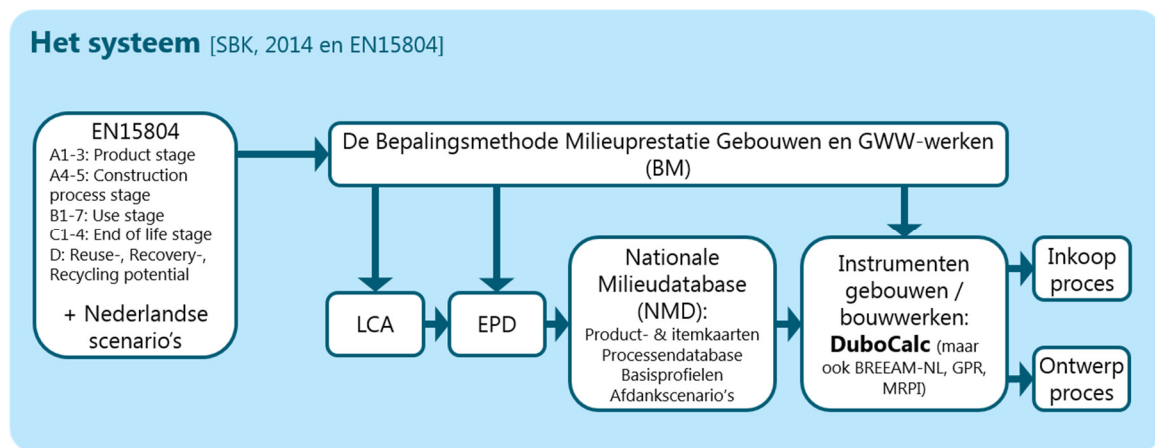 Het systeem [SBK, 2014 en EN15804]
EN15804
A1-3: Product stage
A4-5: Construction
process stage
B1-7: Use stage
C1-4: End of life stage
D: Reuse-, Recovery-,
Recycling potential
+ Nederlandse
scenario's
De Bepalingsmethode Milieuprestatie Gebouwen en GWW-werken
(BM)
LCA
EPD
Nationale
Milieudatabase
(NMD):
Product- & itemkaarten
Processendatabase
Basisprofielen
Afdankscenario's
Instrumenten
gebouwen /
bouwwerken:
DuboCalc (maar
ook BREEAM-NL, GPR,
MRPI)
Inkoop
proces
Ontwerp
proces